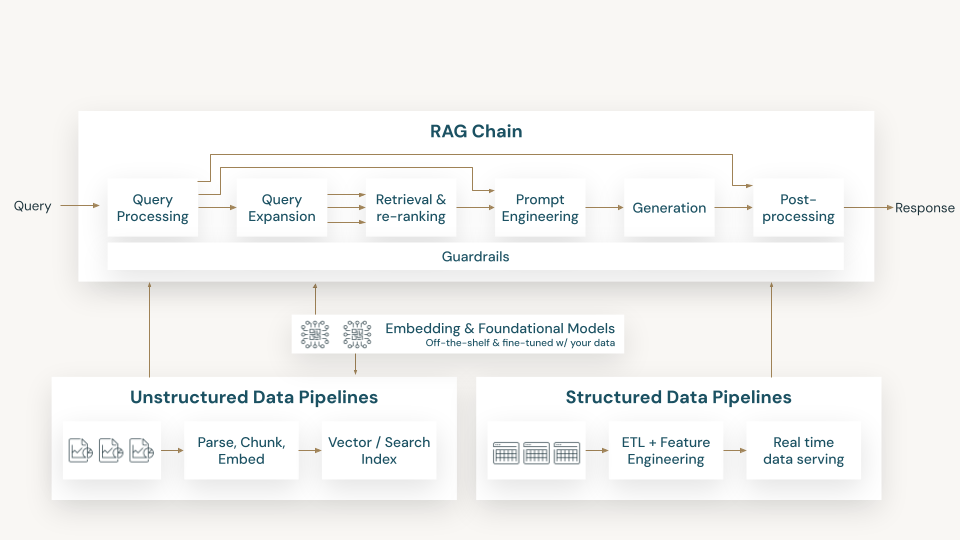 RAG Chain
Query
Query
Processing
Query
Expansion
Retrieval &
re-ranking
Prompt
Engineering
Generation
Post-
processing
Response
Guardrails
Embedding & Foundational Models
Off-the-shelf & fine-tuned w/ your data
Unstructured Data Pipelines
Parse, Chunk,
Embed
Vector / Search
Index
Structured Data Pipelines
ETL + Feature
Engineering
Real time
data serving